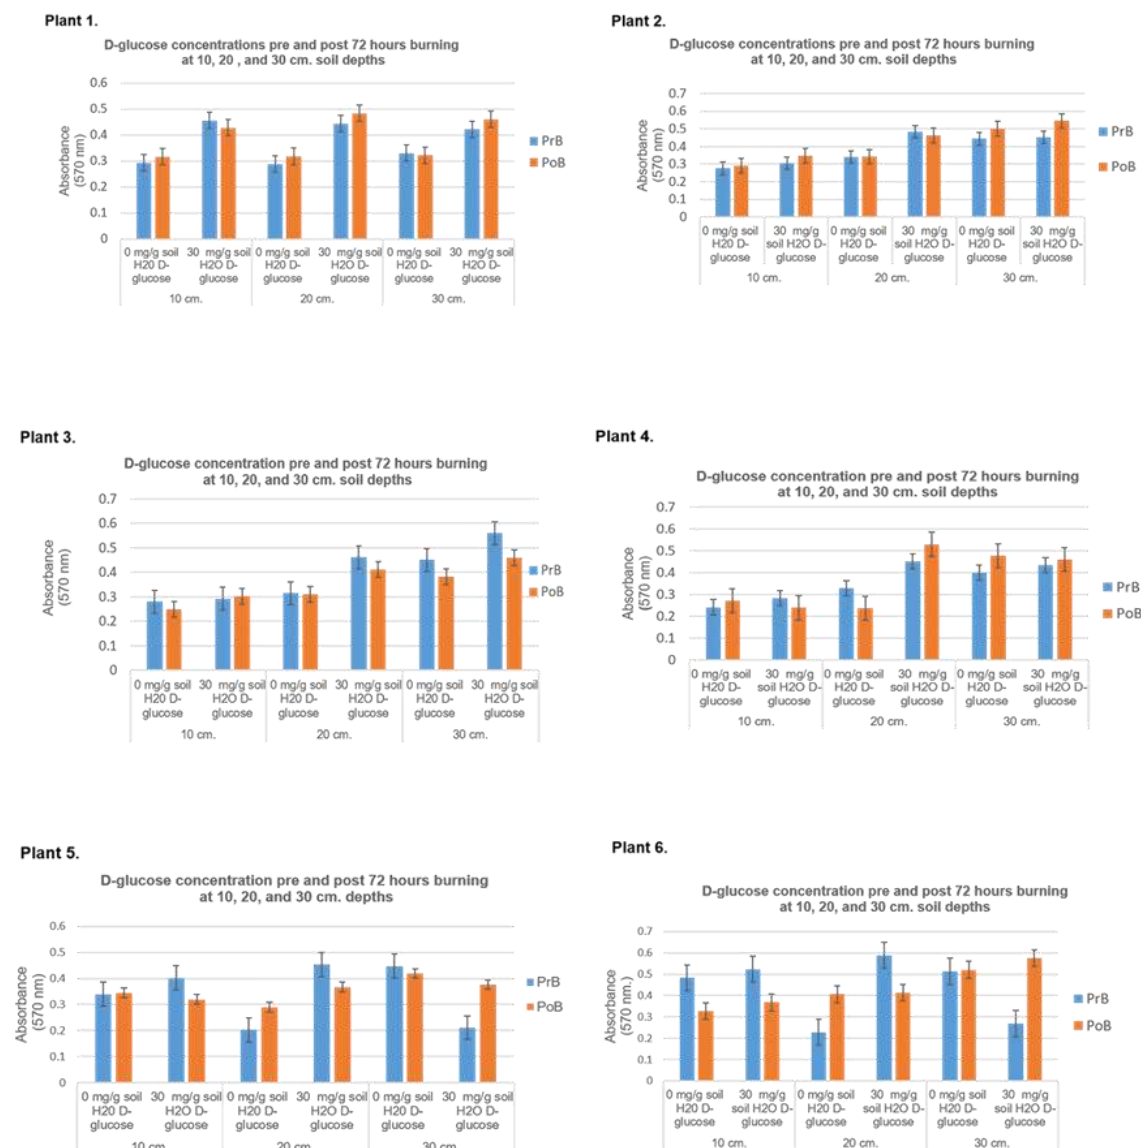 Plant 1.
D-glucose concentrations pre and post 72 hours burning
at 10, 20 , and 30 cm. soil depths
0.6
0.5
0.4
0.3
0.2
0.1
0
Absorbance
(570 nm)
PrB
PoB
0 mg/g soil 30 mg/g soil 0 mg/g soil 30 mg/g soil 0 mg/g soil 30 mg/g soil
H20 D- H2O D- H20 D- H2O D- H20 D- H2O D-
glucose glucose glucose glucose glucose glucose
10 cm. 20 cm. 30 cm.
Plant 2.
D-glucose concentrations pre and post 72 hours burning
at 10, 20, and 30 cm. soil depths
0.7
0.6
0.5
0.4
0.3
0.2
0.1
0
Absorbance
(570 nm)
PrB
PoB
0 mg/g soil 30 mg/g 0 mg/g soil 30 mg/g 0 mg/g soil 30 mg/g
H20 D- soil H2O D- H20 D- soil H2O D- H20 D- soil H2O D-
glucose glucose glucose glucose glucose glucose
10 cm. 20 cm. 30 cm.
Plant 3.
D-glucose concentration pre and post 72 hours burning
at 10, 20, and 30 cm. soil depths
0.7
0.6
0.5
0.4
0.3
0.2
0.1
0
Absorbance
(570 nm)
PrB
PoB
0 mg/g soil 30 mg/g soil 0 mg/g soil 30 mg/g soil 0 mg/g soil 30 mg/g soil
H20 D- H2O D- H20 D- H2O D- H20 D- H2O D-
glucose glucose glucose glucose glucose glucose
10 cm. 20 cm. 30 cm.
Plant 4.
D-glucose concentration pre and post 72 hours burning
at 10, 20, and 30 cm. soil depths
0.7
0.6
0.5
0.4
0.3
0.2
0.1
0
Absorbance
(570 nm)
PrB
PoB
0 mg/g soil 30 mg/g 0 mg/g soil 30 mg/g 0 mg/g soil 30 mg/g
H20 D- soil H2O D- H20 D- soil H2O D- H20 D- soil H2O D-
glucose glucose glucose glucose glucose glucose
10 cm. 20 cm. 30 cm.
Plant 5.
D-glucose concentration pre and post 72 hours burning
at 10, 20, and 30 cm. depths
0.6
0.5
0.4
0.3
0.2
0.1
0
Absorbance
(570 nm)
PrB
PoB
0 mg/g soil 30 mg/g soil 0 mg/g soil 30 mg/g soil 0 mg/g soil 30 mg/g soil
H20 D- H2O D- H20 D- H2O D- H20 D- H2O D-
glucose glucose glucose glucose glucose glucose
10 cm. 20 cm. 30 cm.
Plant 6.
D-glucose concentration pre and post 72 hours burning
at 10, 20, and 30 cm. soil depths
0.7
0.6
0.5
0.4
0.3
0.2
0.1
0
Absorbance
(570 nm.)
PrB
PoB
0 mg/g soil 30 mg/g 0 mg/g soil 30 mg/g 0 mg/g soil 30 mg/g
H20 D- soil H2O D- H20 D- soil H2O D- H20 D- soil H2O D-
glucose glucose glucose glucose glucose glucose
10 cm. 20 cm. 30 cm.